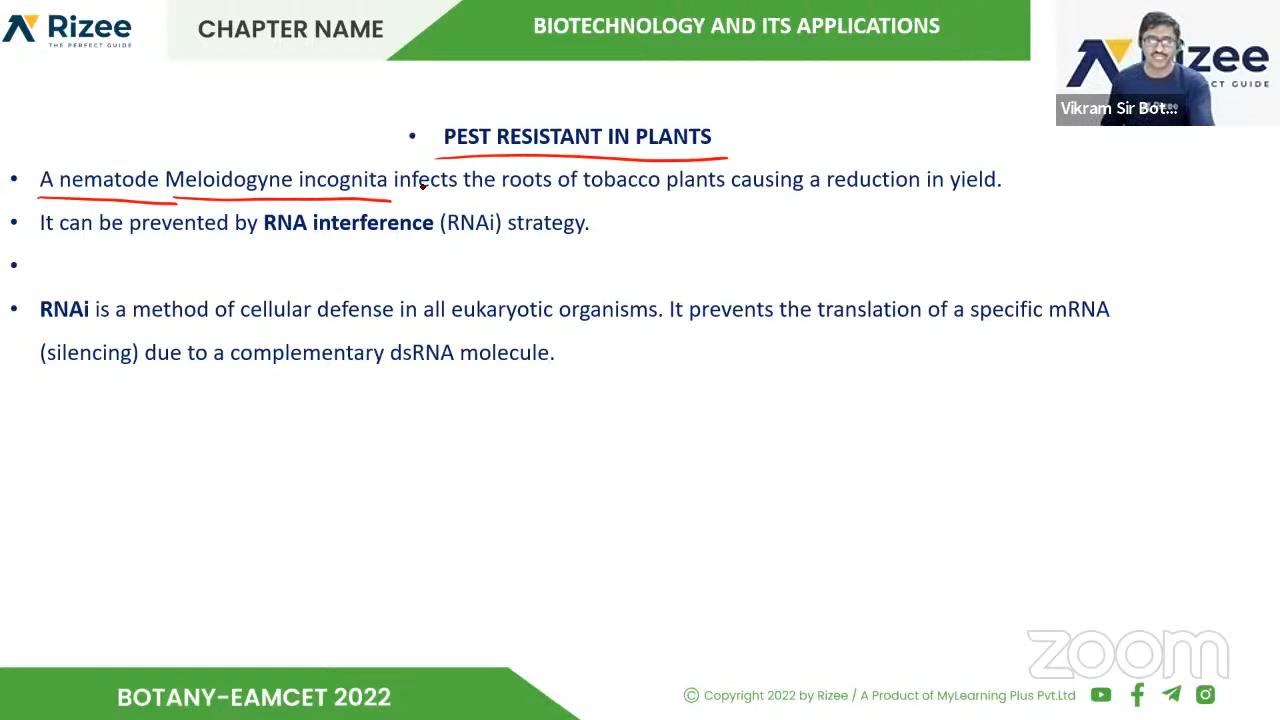 Rizee
THE PERFECT GUIDE
CHAPTER NAME
BIOTECHNOLOGY AND ITS APPLICATIONS
Rizee
Vikram Sir Bot...
• PEST RESISTANT IN PLANTS
• A nematode Meloidogyne incognita infects the roots of tobacco plants causing a reduction in yield.
• It can be prevented by RNA interference (RNAi) strategy.
•
• RNAi is a method of cellular defense in all eukaryotic organisms. It prevents the translation of a specific mRNA
(silencing) due to a complementary dsRNA molecule.
zoom
BOTANY-EAMCET 2022
© Copyright 2022 by Rizee / A Product of MyLearning Plus Pvt.Ltd